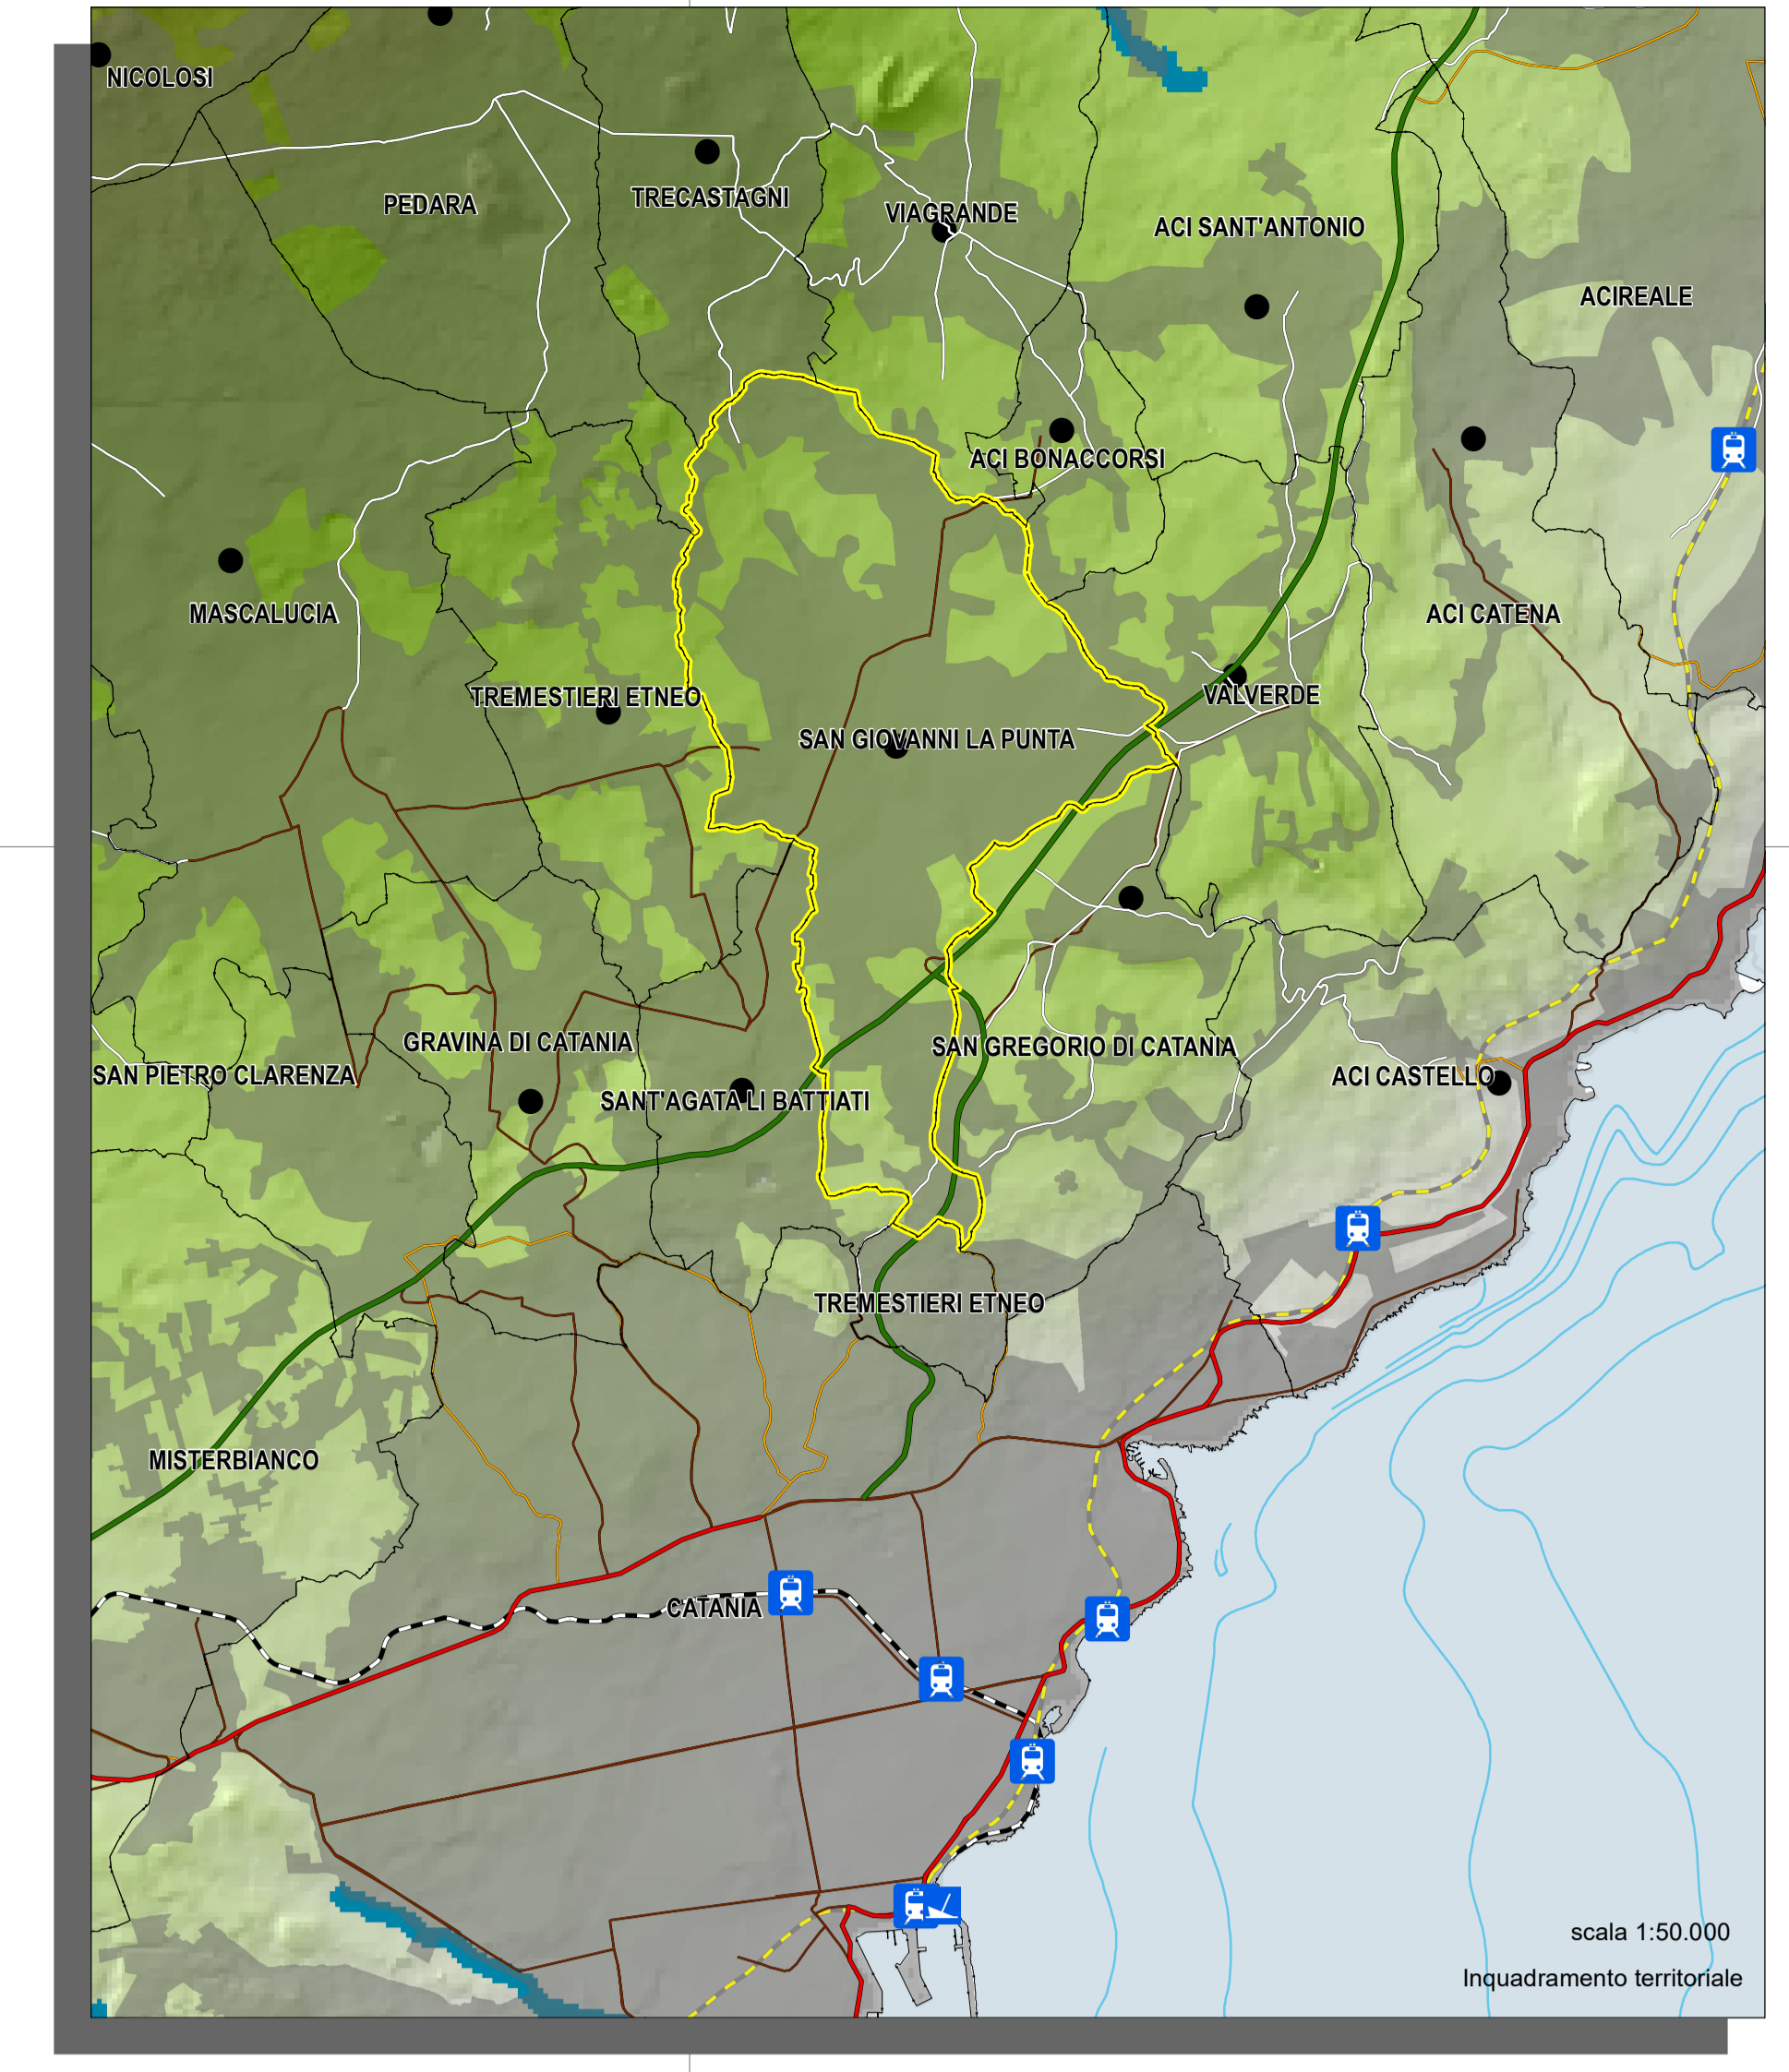 NICOLOSI
PEDARA
TRECASTAGNI
VIAGRANDE
ACI SANT'ANTONIO
ACIREALE
ACI BONACCORSI
MASCALUCIA
ACI CATENA
TREMESTIERI ETNEO
VALVERDE
SAN GIOVANNI LA PUNTA
GRAVINA DI CATANIA
SAN GREGORIO DI CATANIA
SAN PIETRO CLARENZA
ACI CASTELLO
SANT'AGATA LI BATTIATI
TREMESTIERI ETNEO
MISTERBIANCO
CATANIA
scala 1:50.000
Inquadramento territoriale